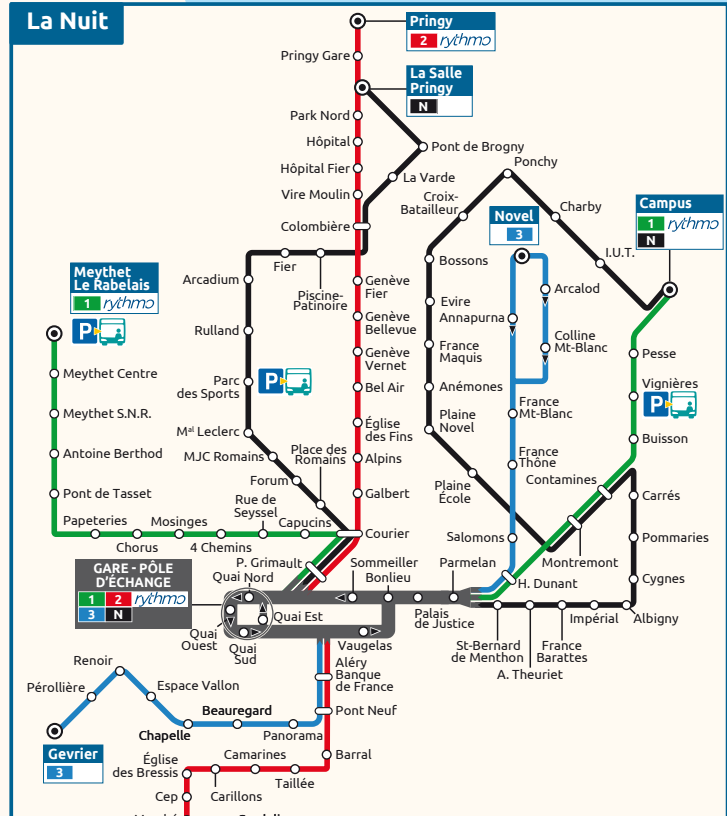 La Nuit
Pringy
2 rythmo
Pringy Gare
La Salle
Pringy
N
Park Nord
Hôpital
Pont de Brogny
Hôpital Fier
La Varde
Vire Moulin
Colombière
Ponchy
Croix-
Batailleur
Charby
Campus
1 rythmo
N
Novel
3
I.U.T.
Fier
Piscine-
Patinoire
Bossons
Meythet
Le Rabelais
1 rythmo
P
Arcadium
Genève
Fier
Evire
Annapurna
Arcalod
Genève
Bellevue
Rulland
Colline
Mt-Blanc
Genève
Vernet
France
Maquis
Pesse
Meythet Centre
Parc
des Sports
P
Bel Air
Anémones
Vignières
P
Meythet S.N.R.
France
Mt-Blanc
Plaine
Novel
Église
des Fins
Mal Leclerc
Buisson
Antoine Berthod
MJC Romains
Place des
Romains
Alpins
France
Thône
Forum
Contamines
Plaine
École
Pont de Tasset
Rue de
Seyssel
Galbert
Carrés
Papeteries
Mosinges
Capucins
Courier
Chorus
4 Chemins
Salomons
Pommaries
Montremont
GARE - PÔLE
D'ÉCHANGE
1 2 rythmo
3 N
P. Grimault
Quai
Nord
Sommeiller
Bonlieu
Parmelan
H. Dunant
Cygnes
Quai Est
Palais
de Justice
Impérial
Albigny
Quai
Ouest
Quai
Sud
Vaugelas
St-Bernard
de Menthon
France
Barattes
A. Theuriet
Renoir
Aléry
Banque
de France
Pérollière
Espace Vallon
Beauregard
Pont Neuf
Chapelle
Panorama
Gevrier
3
Église
des Bressis
Camarines
Barral
Taillée
Cep
Carillons